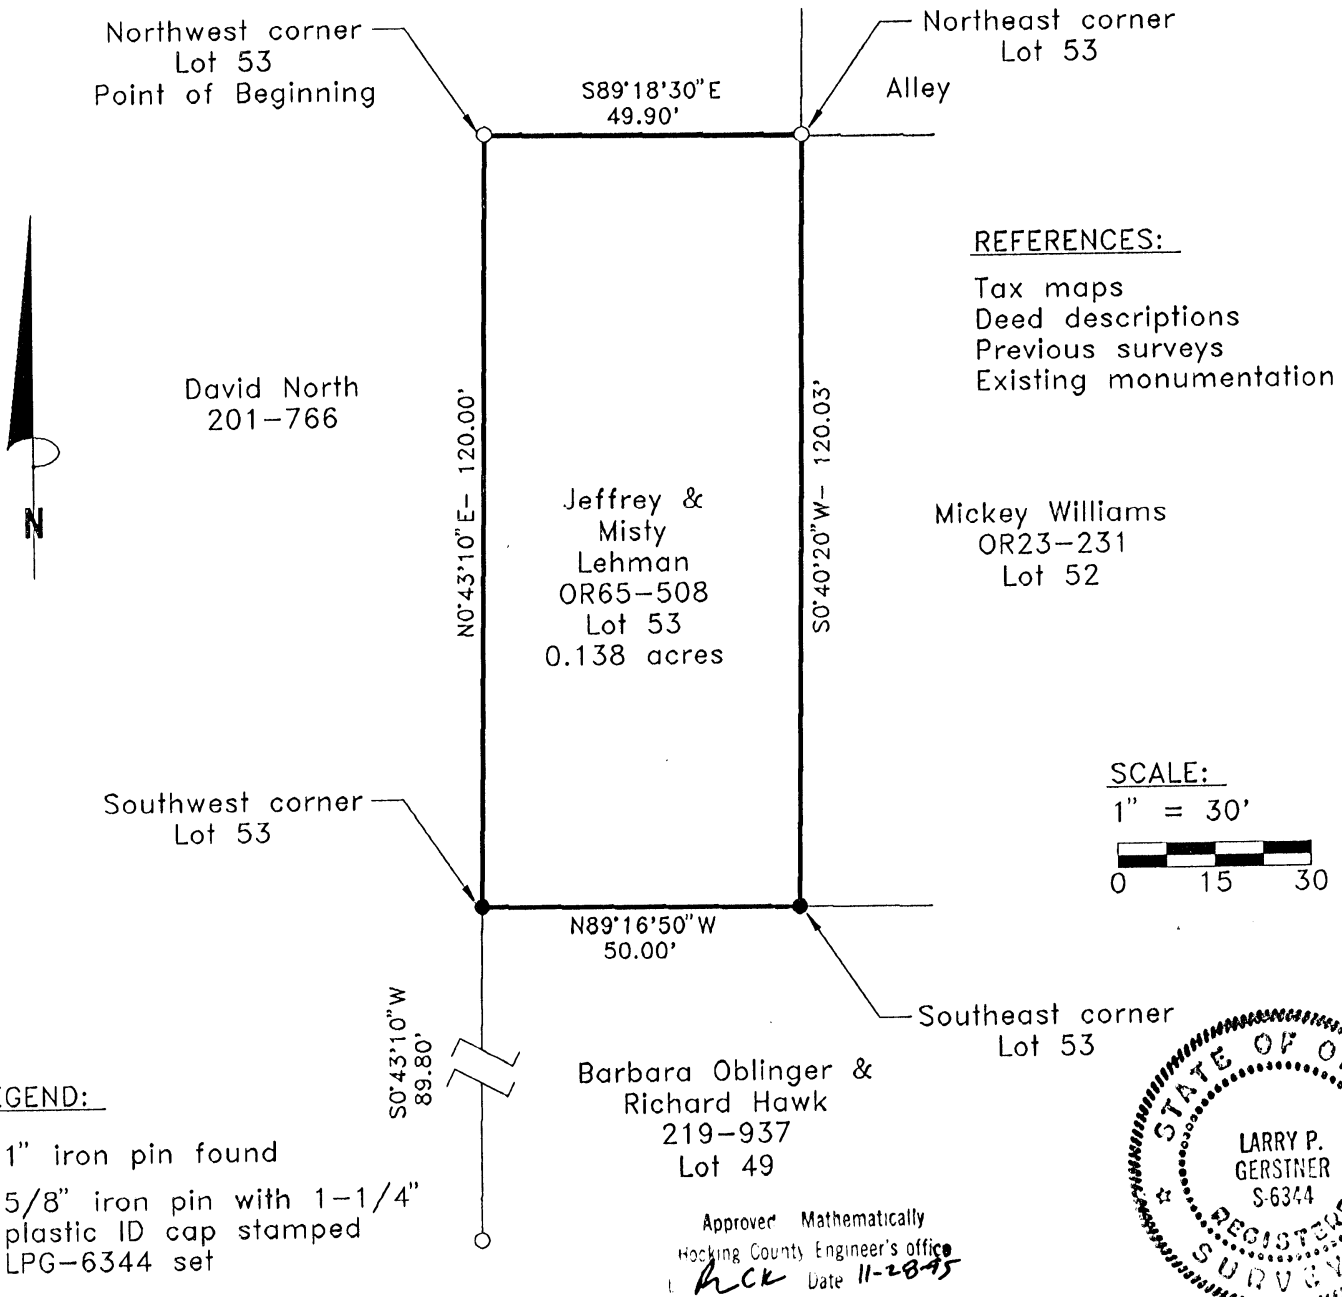 Northwest corner
Lot 53
Point of Beginning
Northeast corner
Lot 53
S89°18'30"E
49.90'
Alley
REFERENCES:
Tax maps
Deed descriptions
Previous surveys
Existing monumentation
N
David North
201-766
N0°43'10"E- 120.00'
S0°40'20"W- 120.03'
Jeffrey &
Misty
Lehman
OR65-508
Lot 53
0.138 acres
Mickey Williams
OR23-231
Lot 52
SCALE:
1" = 30'
0 15 30
Southwest corner
Lot 53
N89°16'50"W
50.00'
Southeast corner
Lot 53
S0°43'10"W
89.80'
Barbara Oblinger &
Richard Hawk
219-937
Lot 49
EGEND:
1" iron pin found
5/8" iron pin with 1-1/4"
plastic ID cap stamped
LPG-6344 set
Approved Mathematically
Hocking County Engineer's office
Date 11-28-95
STATE OF O
LARRY P.
GERSTNER
S-6344
REGISTERE
SURVEY